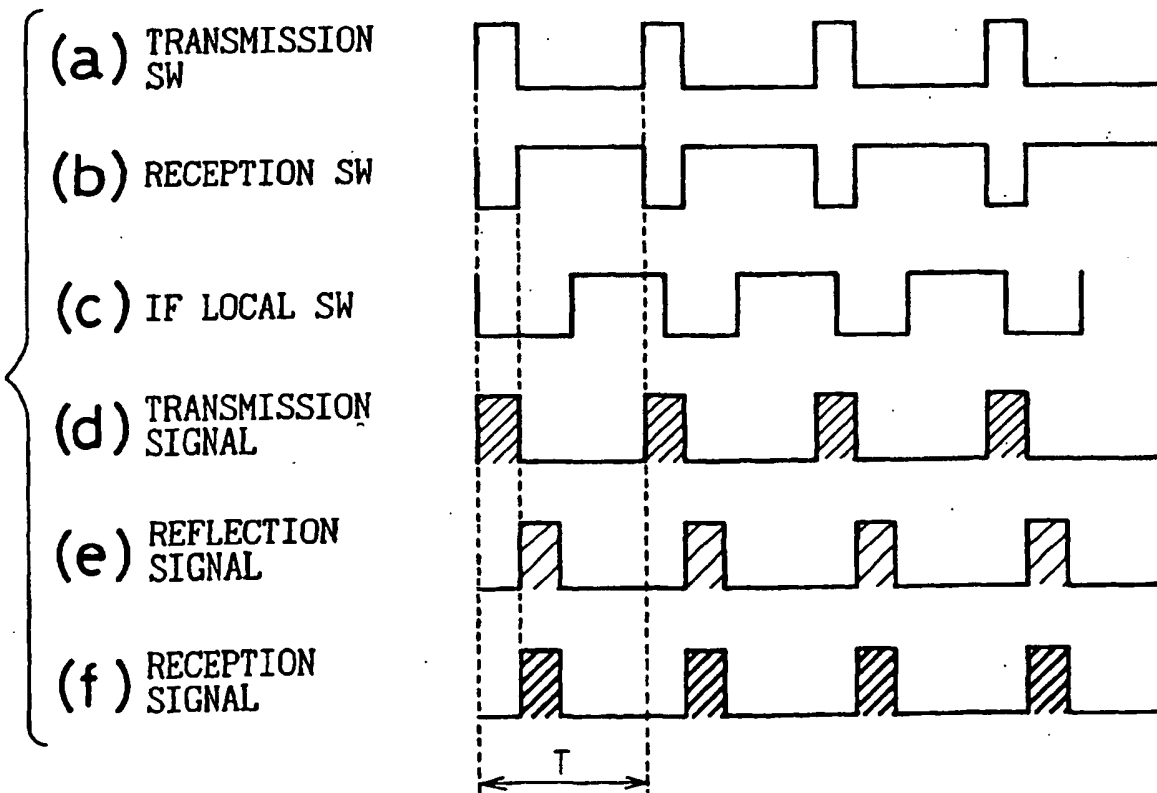 (a) TRANSMISSION
SW
(b) RECEPTION SW
(c) IF LOCAL SW
(d) TRANSMISSION
SIGNAL
(e) REFLECTION
SIGNAL
(f) RECEPTION
SIGNAL
T